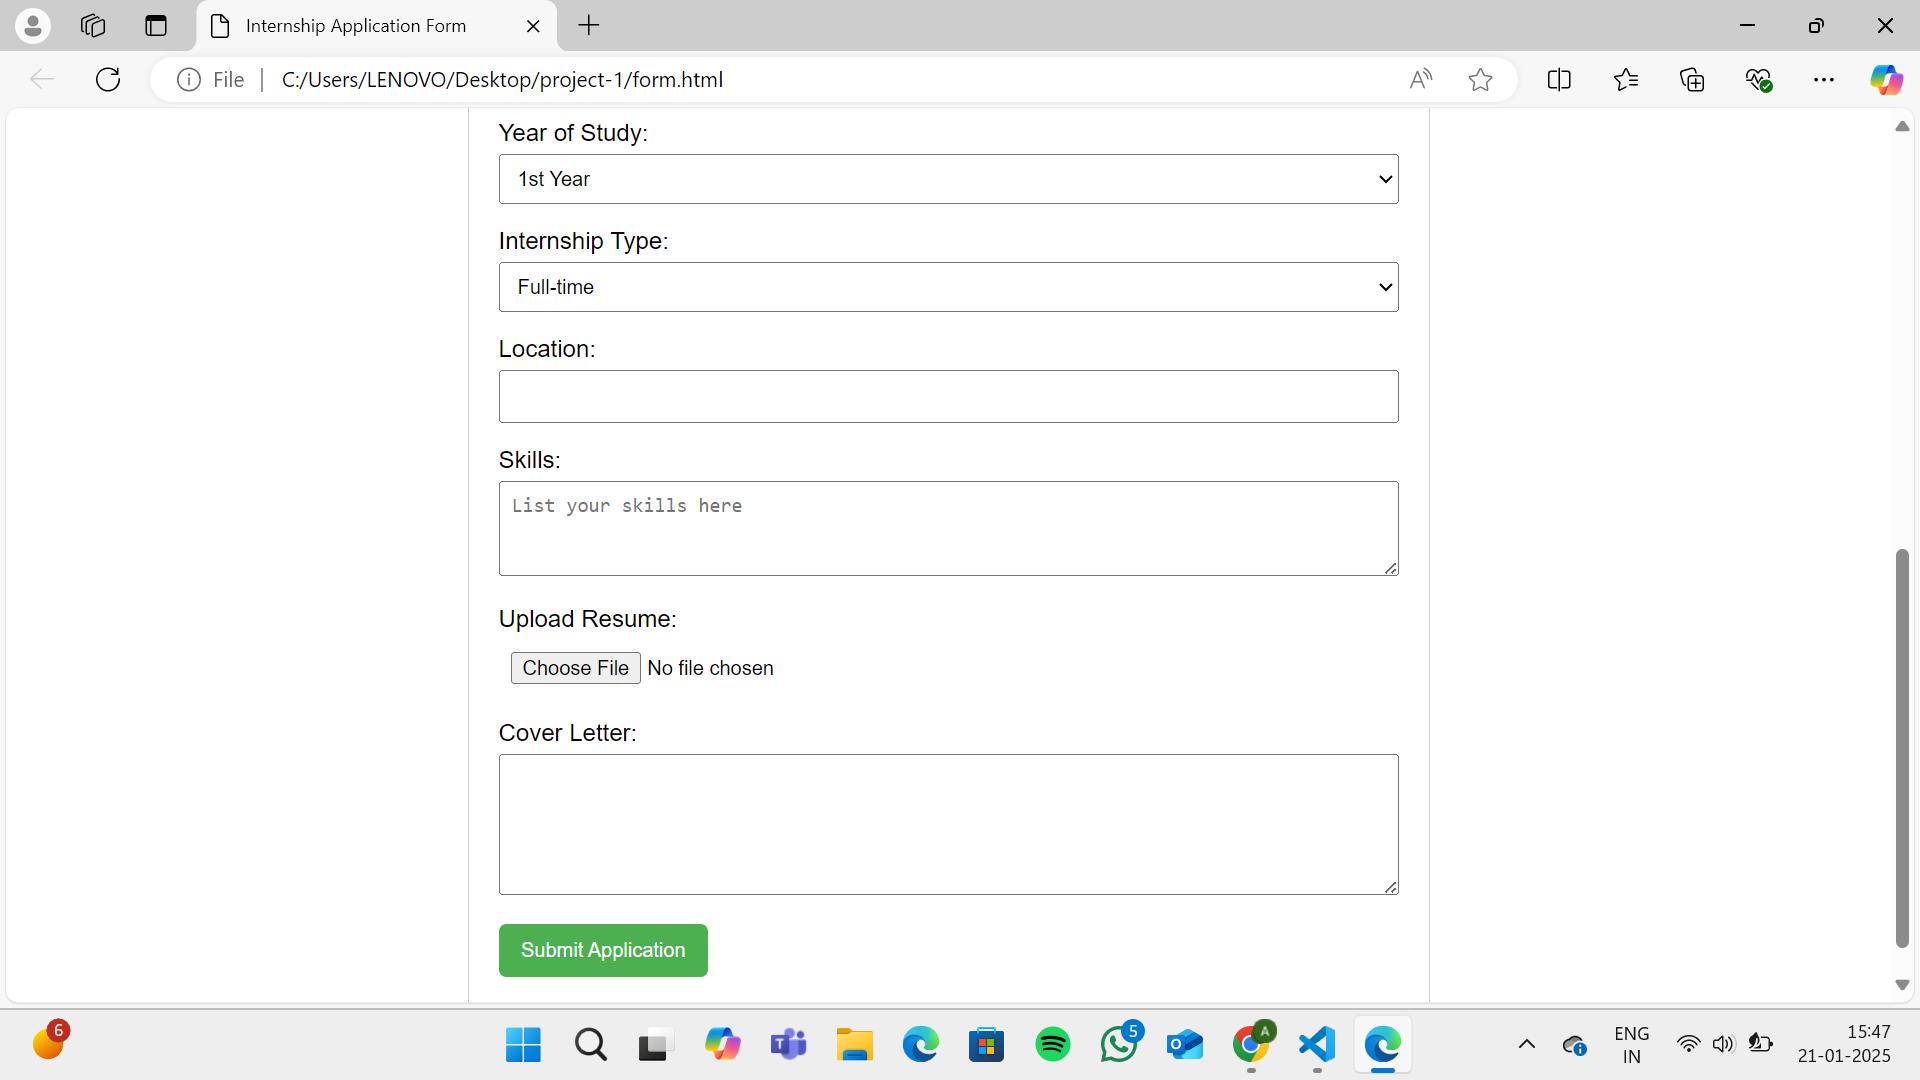 Internship Application Form
File
C:/Users/LENOVO/Desktop/project-1/form.html
Year of Study:
1st Year
Internship Type:
Full-time
Location:
Skills:
List your skills here
Upload Resume:
Choose File No file chosen
Cover Letter:
Submit Application
6
5
A
ENG
IN
15:47
21-01-2025